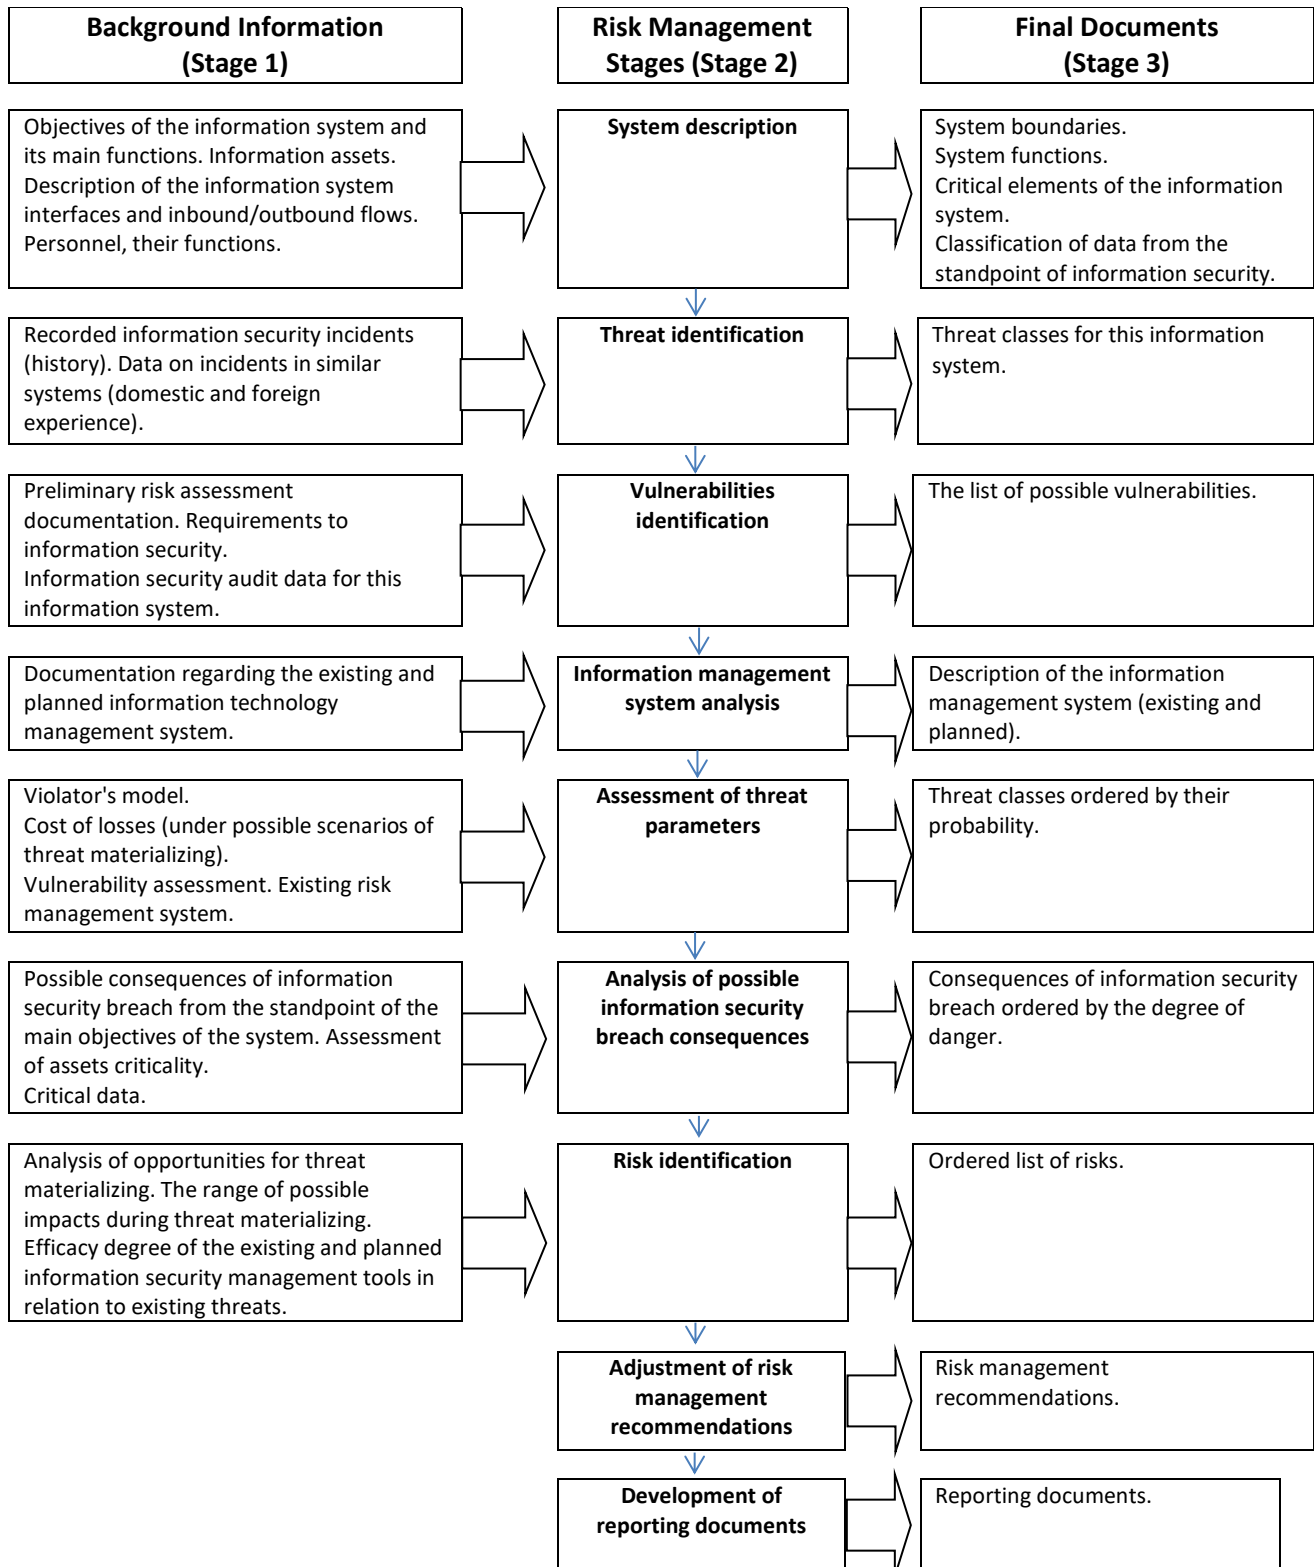 Background Information
(Stage 1)
Risk Management
Stages (Stage 2)
Final Documents
(Stage 3)
Objectives of the information system and
its main functions. Information assets.
Description of the information system
interfaces and inbound/outbound flows.
Personnel, their functions.
System description
System boundaries.
System functions.
Critical elements of the information
system.
Classification of data from the
standpoint of information security.
Recorded information security incidents
(history). Data on incidents in similar
systems (domestic and foreign
experience).
Threat identification
Threat classes for this information
system.
Preliminary risk assessment
documentation. Requirements to
information security.
Information security audit data for this
information system.
Vulnerabilities
identification
The list of possible vulnerabilities.
Documentation regarding the existing and
planned information technology
management system.
Information management
system analysis
Description of the information
management system (existing and
planned).
Violator's model.
Cost of losses (under possible scenarios of
threat materializing).
Vulnerability assessment. Existing risk
management system.
Assessment of threat
parameters
Threat classes ordered by their
probability.
Possible consequences of information
security breach from the standpoint of the
main objectives of the system. Assessment
of assets criticality.
Critical data.
Analysis of possible
information security
breach consequences
Consequences of information security
breach ordered by the degree of
danger.
Analysis of opportunities for threat
materializing. The range of possible
impacts during threat materializing.
Efficacy degree of the existing and planned
information security management tools in
relation to existing threats.
Risk identification
Ordered list of risks.
Adjustment of risk
management
recommendations
Risk management
recommendations.
Development of
reporting documents
Reporting documents.